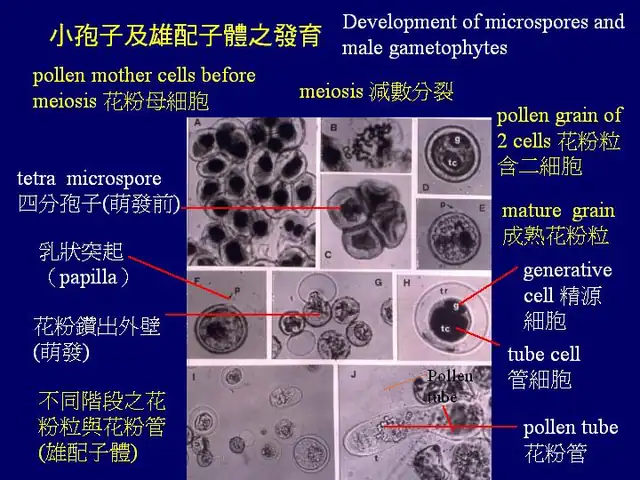 小孢子及雄配子體之發育
Development of microspores and
male gametophytes
pollen mother cells before
meiosis 花粉母細胞
meiosis 減數分裂
pollen grain of
2 cells 花粉粒
含二細胞
tetra microspore
四分孢子(萌發前)
mature grain
成熟花粉粒
乳狀突起
（papilla）
generative
cell 精源
細胞
花粉鑽出外壁
(萌發)
tube cell
管細胞
不同階段之花
粉粒與花粉管
(雄配子體)
pollen tube
花粉管
A
B
C
g
tc
D
p
E
F
p
G
H
tr
g
tc
I
J
Pollen
tube
t